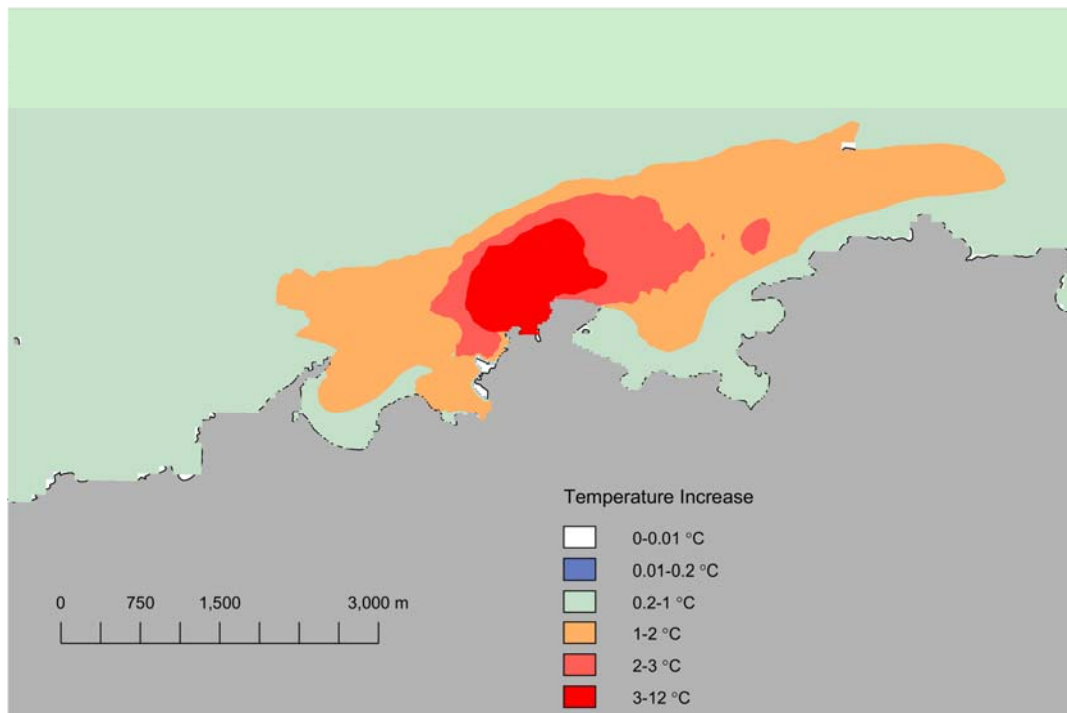 Temperature Increase
0-0.01 °C
0.01-0.2 °C
0.2-1 °C
1-2 °C
2-3 °C
3-12 °C
0 750 1,500 3,000 m